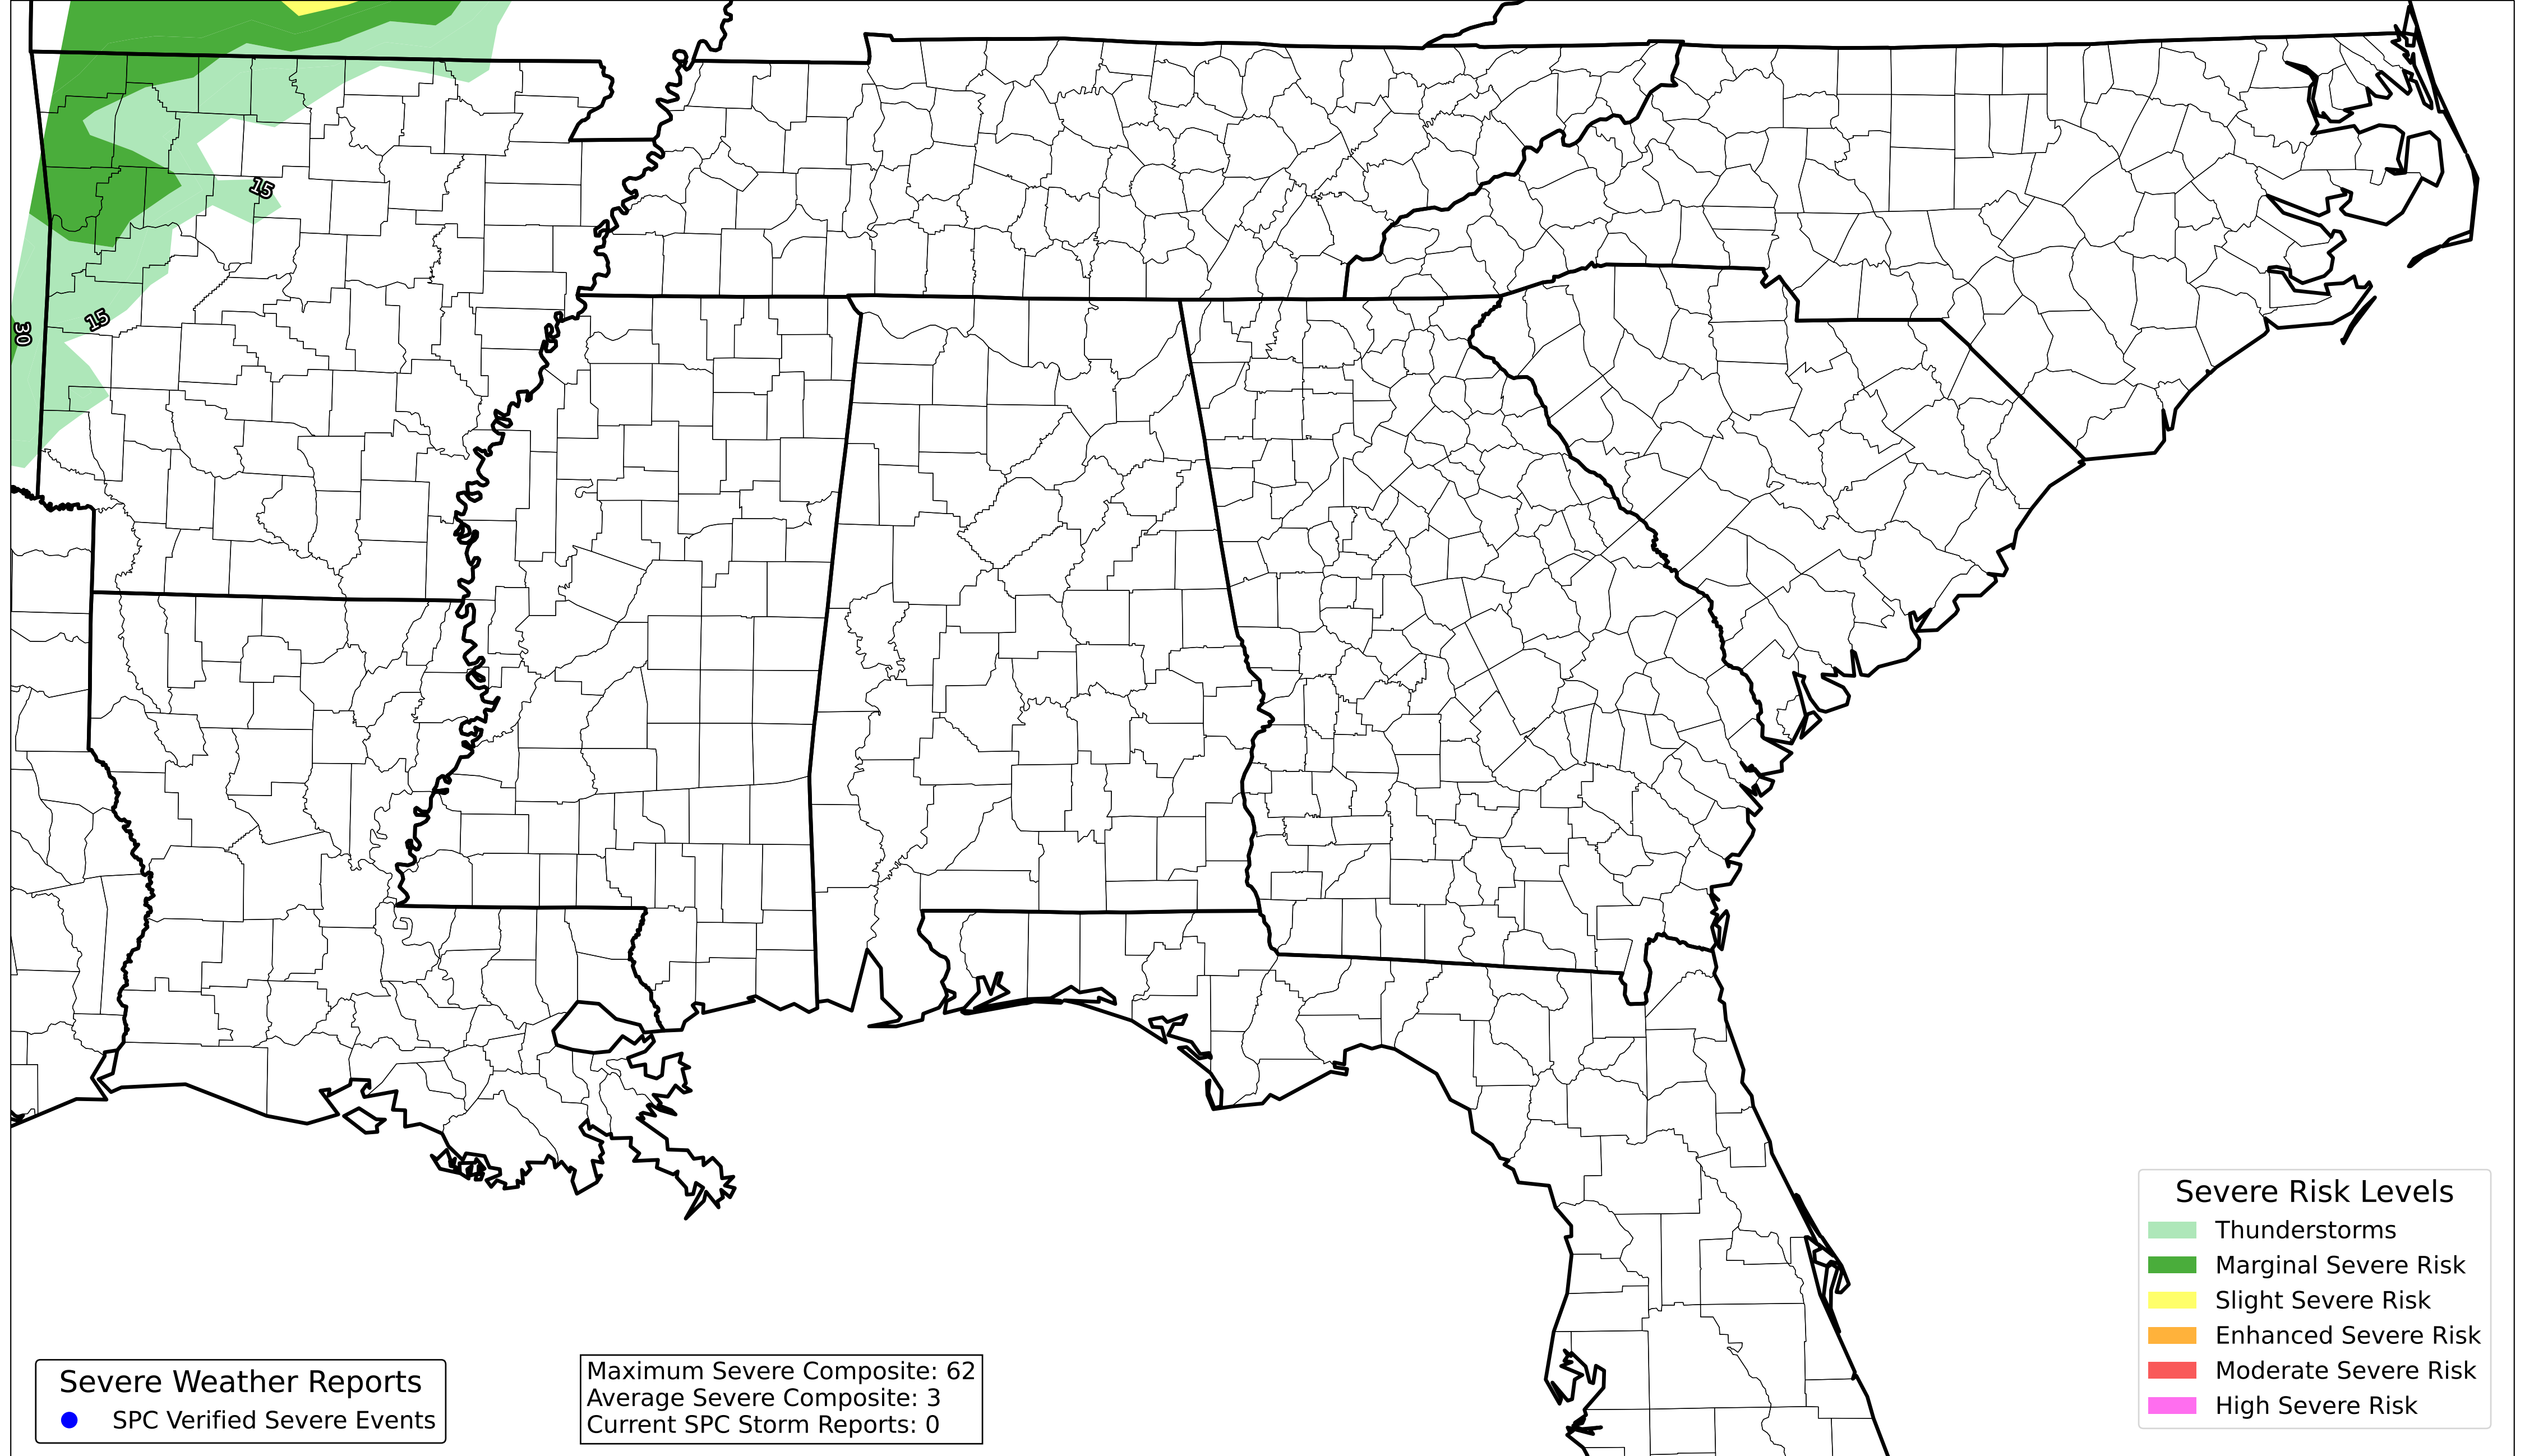 15
15
30
Severe Risk Levels
Thunderstorms
Marginal Severe Risk
Slight Severe Risk
Enhanced Severe Risk
Moderate Severe Risk
High Severe Risk
Severe Weather Reports
SPC Verified Severe Events
Maximum Severe Composite: 62
Average Severe Composite: 3
Current SPC Storm Reports: 0